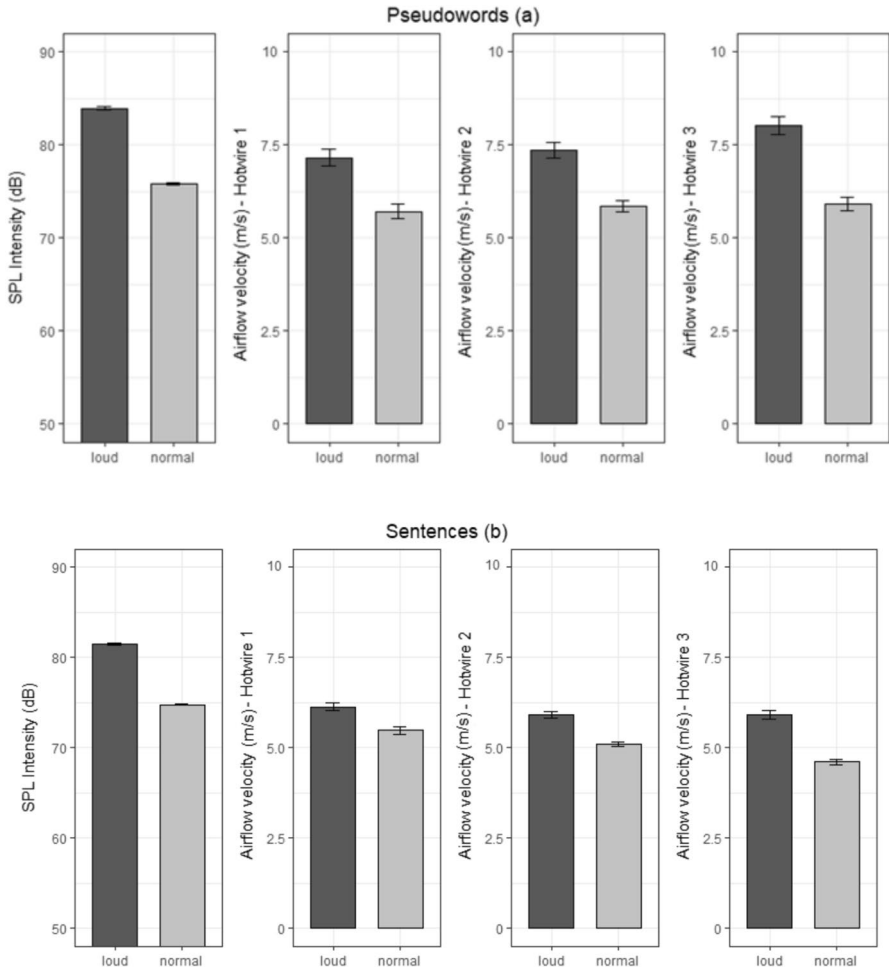 Pseudowords (a)
SPL Intensity (dB)
90
80
70
60
50
loud normal
Airflow velocity (m/s) - Hotwire 1
10
7.5
5.0
2.5
0
loud normal
Airflow velocity (m/s) - Hotwire 2
10
7.5
5.0
2.5
0
loud normal
Airflow velocity (m/s) - Hotwire 3
10
7.5
5.0
2.5
0
loud normal
Sentences (b)
SPL Intensity (dB)
90
80
70
60
50
loud normal
Airflow velocity (m/s) - Hotwire 1
10
7.5
5.0
2.5
0
loud normal
Airflow velocity (m/s) - Hotwire 2
10
7.5
5.0
2.5
0
loud normal
Airflow velocity (m/s) - Hotwire 3
10
7.5
5.0
2.5
0
loud normal